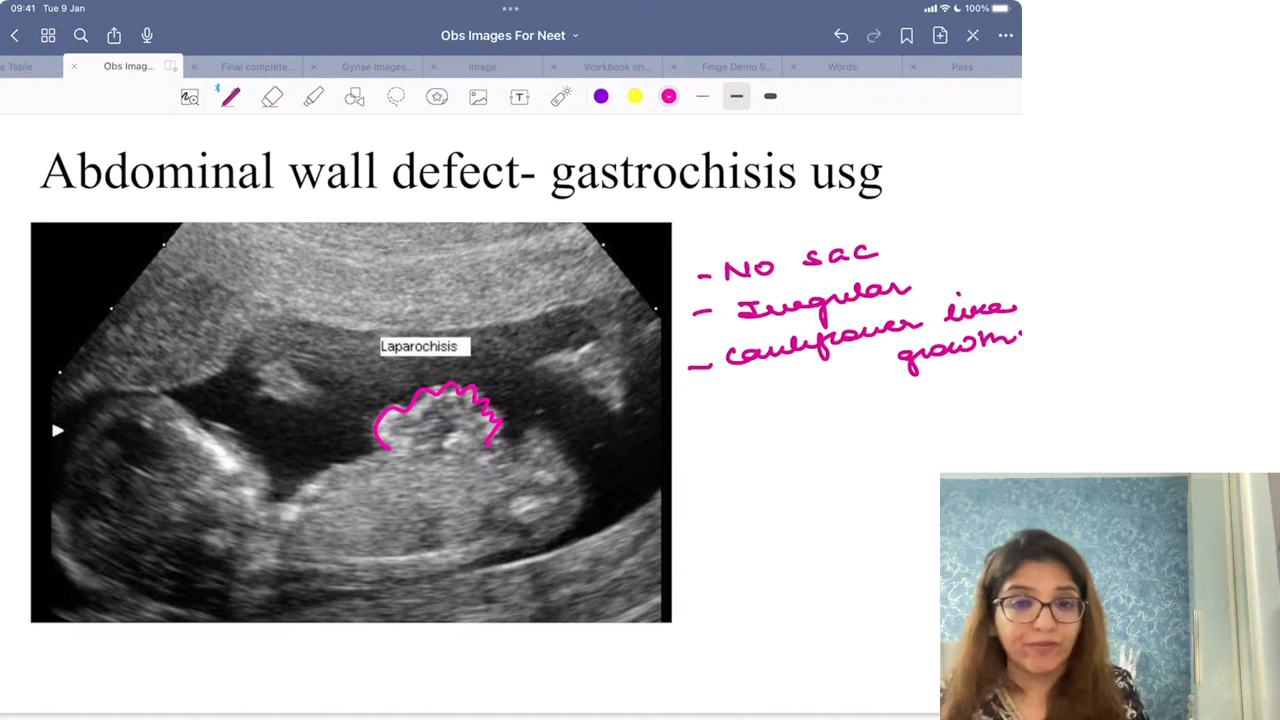 09:41 Tue 9 Jan
100%
Obs Images For Neet
e Table
Obs Imag...
Final complete...
Gynae Images...
Image
Workbook on...
Fmge Demo S...
Words
Pass
Abdominal wall defect- gastrochisis usg
Laparochisis
- No sac
- Irregular
- Cauliflower like
growth.